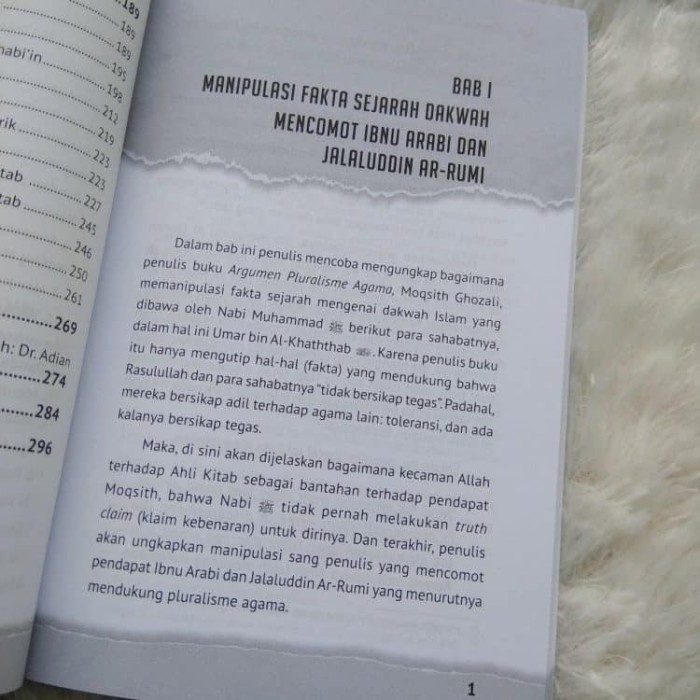 189
189
189
nabi'in 195
198
212
rik 219
223
223
tab 227
tab 245
246
250
261
269
h: Dr. Adian
274
284
296
BAB I
MANIPULASI FAKTA SEJARAH DAKWAH
MENCOMOT IBNU ARABI DAN
JALALUDDIN AR-RUMI
Dalam bab ini penulis mencoba mengungkap bagaimana
penulis buku Argumen Pluralisme Agama, Moqsith Ghozali,
memanipulasi fakta sejarah mengenai dakwah Islam yang
dibawa oleh Nabi Muhammad ﷺ berikut para sahabatnya,
dalam hal ini Umar bin Al-Khaththab. Karena penulis buku
itu hanya mengutip hal-hal (fakta) yang mendukung bahwa
Rasulullah dan para sahabatnya "tidak bersikap tegas". Padahal,
mereka bersikap adil terhadap agama lain: toleransi, dan ada
kalanya bersikap tegas.
Maka, di sini akan dijelaskan bagaimana kecaman Allah
terhadap Ahli Kitab sebagai bantahan terhadap pendapat
Moqsith, bahwa Nabi ﷺ tidak pernah melakukan truth
claim (klaim kebenaran) untuk dirinya. Dan terakhir, penulis
akan ungkapkan manipulasi sang penulis yang mencomot
pendapat Ibnu Arabi dan Jalaluddin Ar-Rumi yang menurutnya
mendukung pluralisme agama.
1